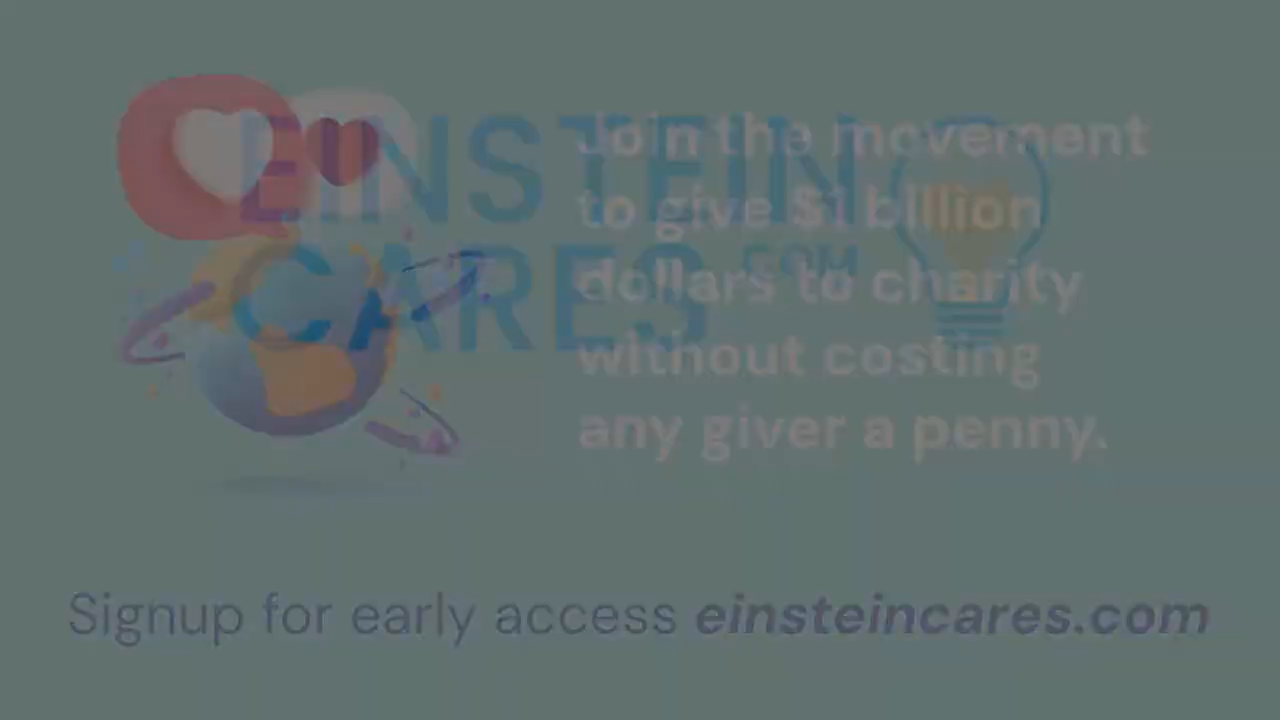 EINSTEIN
CARES.COM
Join the movement
to give $1 billion
dollars to charity
without costing
any giver a penny.
Signup for early access einsteincares.com